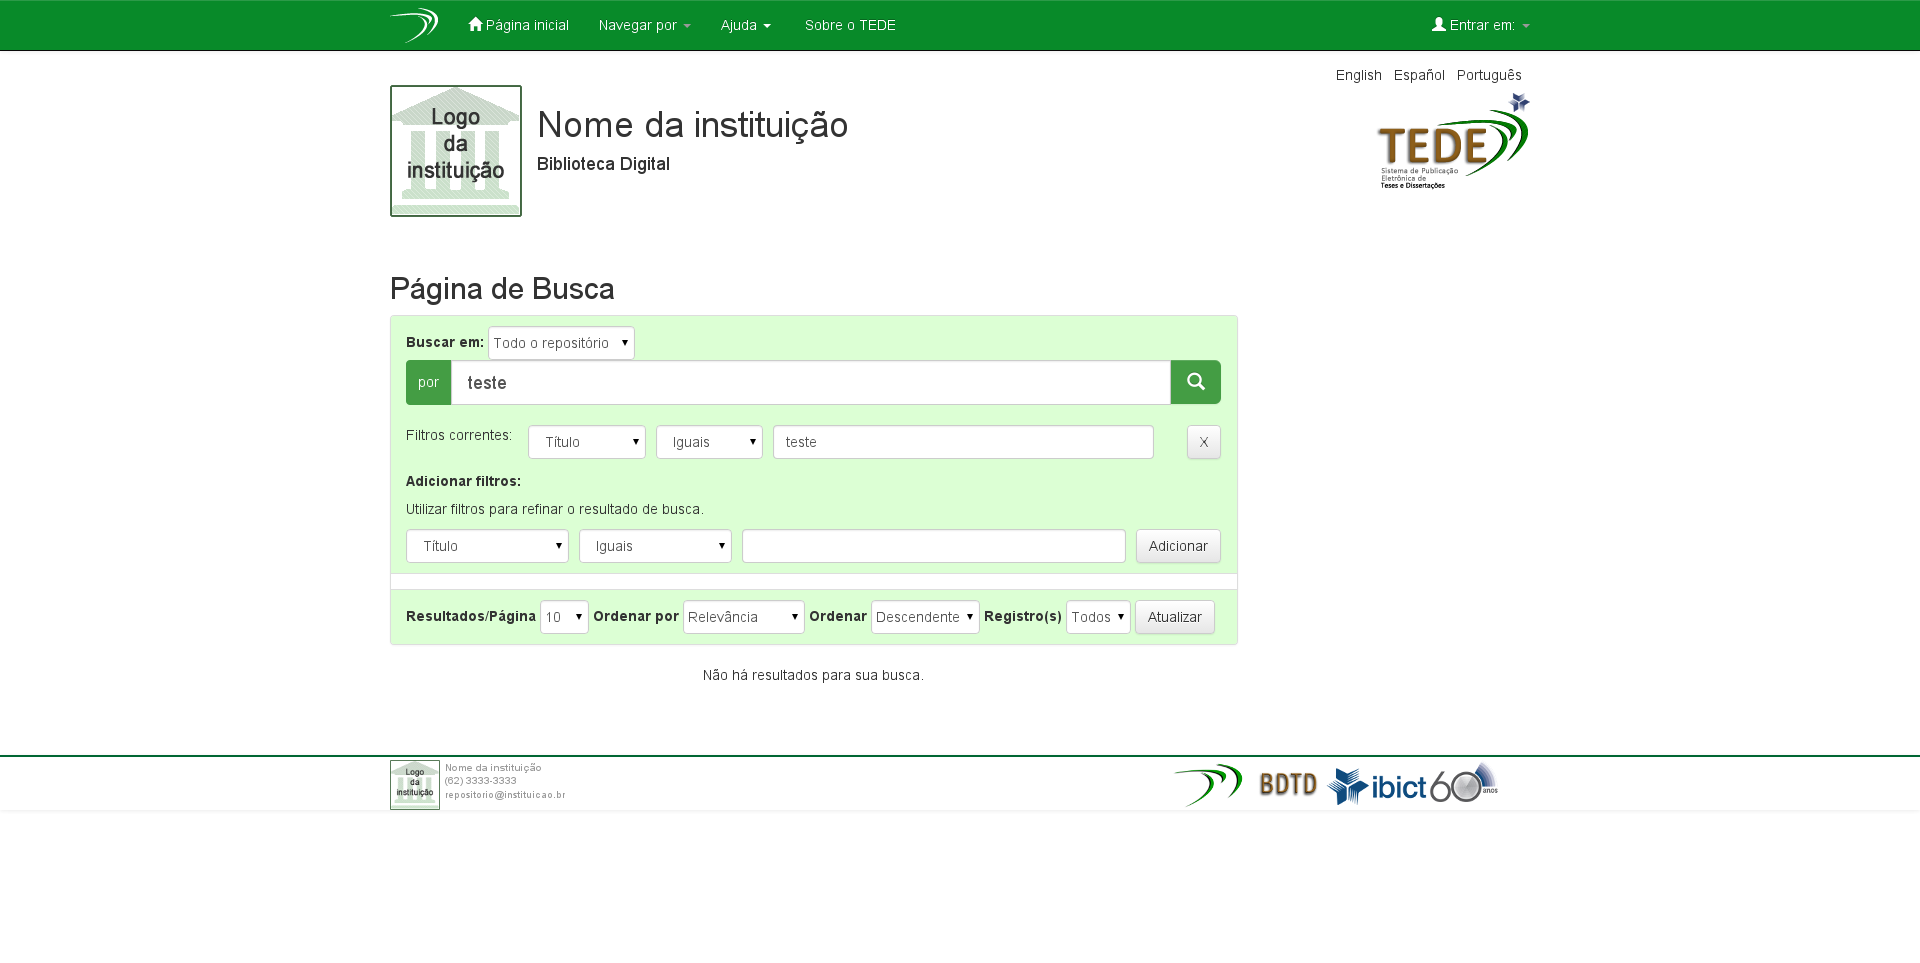 Página inicial Navegar por Ajuda Sobre o TEDE Entrar em:
English Español Português
Logo
da
instituição
Nome da instituição
Biblioteca Digital
TEDE
Sistema de Publicação
Eletrônica de
Teses e Dissertações
Página de Busca
Buscar em: Todo o repositório
por teste
Filtros correntes: Título Iguais teste X
Adicionar filtros:
Utilizar filtros para refinar o resultado de busca.
Título Iguais Adicionar
Resultados/Página 10 Ordenar por Relevância Ordenar Descendente Registro(s) Todos Atualizar
Não há resultados para sua busca.
Logo
da
instituição
Nome da instituição
(62) 3333-3333
repositorio@instituicao.br
BDTD ibict 60 anos